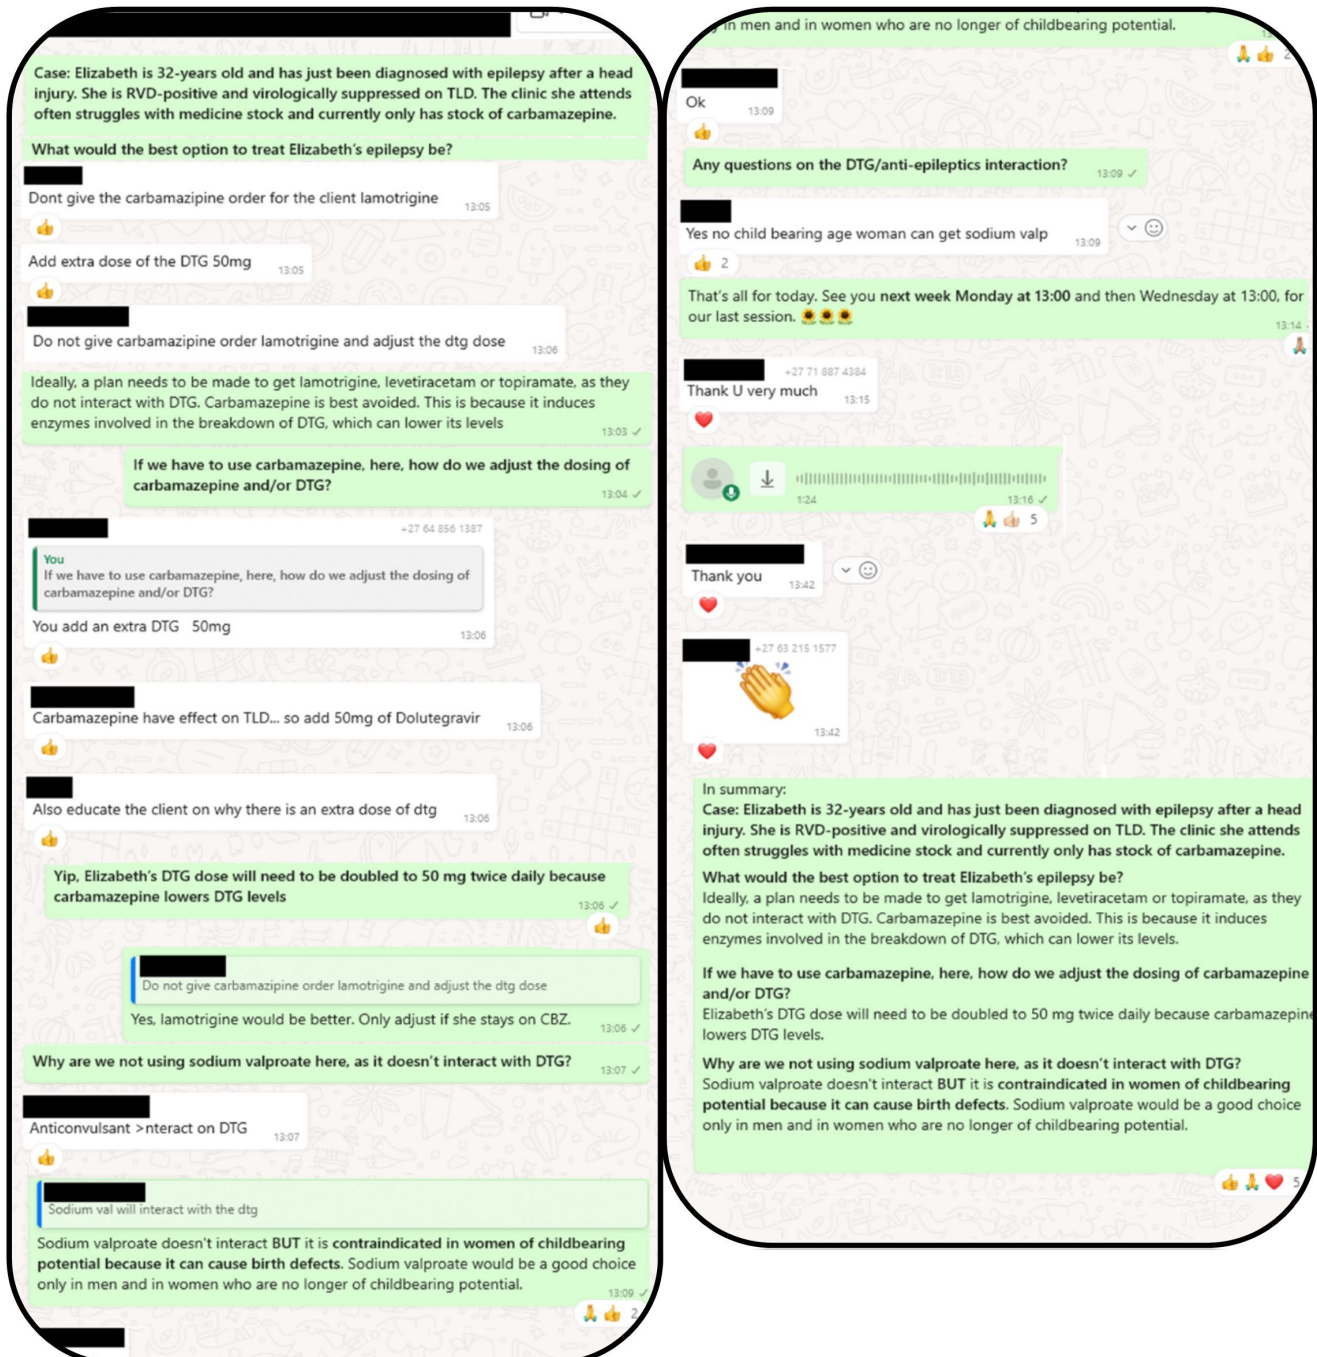 Case: Elizabeth is 32-years old and has just been diagnosed with epilepsy after a head
injury. She is RVD-positive and virologically suppressed on TLD. The clinic she attends
often struggles with medicine stock and currently only has stock of carbamazepine.
What would the best option to treat Elizabeth's epilepsy be?
Dont give the carbamazipine order for the client lamotrigine
13:05
Add extra dose of the DTG 50mg
13:05
Do not give carbamazipine order lamotrigine and adjust the dtg dose
13:06
Ideally, a plan needs to be made to get lamotrigine, levetiracetam or topiramate, as they
do not interact with DTG. Carbamazepine is best avoided. This is because it induces
enzymes involved in the breakdown of DTG, which can lower its levels
13:03
If we have to use carbamazepine, here, how do we adjust the dosing of
carbamazepine and/or DTG?
13:04
+27 64 856 1387
You
If we have to use carbamazepine, here, how do we adjust the dosing of
carbamazepine and/or DTG?
You add an extra DTG 50mg
13:06
Carbamazepine have effect on TLD... so add 50mg of Dolutegravir
13:06
Also educate the client on why there is an extra dose of dtg
13:06
Yip, Elizabeth's DTG dose will need to be doubled to 50 mg twice daily because
carbamazepine lowers DTG levels
13:06
Do not give carbamazipine order lamotrigine and adjust the dtg dose
Yes, lamotrigine would be better. Only adjust if she stays on CBZ.
13:06
Why are we not using sodium valproate here, as it doesn't interact with DTG?
13:07
Anticonvulsant >nteract on DTG
13:07
Sodium val will interact with the dtg
Sodium valproate doesn't interact BUT it is contraindicated in women of childbearing
potential because it can cause birth defects. Sodium valproate would be a good choice
only in men and in women who are no longer of childbearing potential.
13:09
2
in men and in women who are no longer of childbearing potential.
2
Ok
13:09
Any questions on the DTG/anti-epileptics interaction?
13:09
Yes no child bearing age woman can get sodium valp
13:09
2
That's all for today. See you next week Monday at 13:00 and then Wednesday at 13:00, for
our last session. 🌻🌻🌻
13:14
+27 71 887 4384
Thank U very much
13:15
1:24
13:16
5
Thank you
13:42
+27 63 215 1577
13:42
In summary:
Case: Elizabeth is 32-years old and has just been diagnosed with epilepsy after a head
injury. She is RVD-positive and virologically suppressed on TLD. The clinic she attends
often struggles with medicine stock and currently only has stock of carbamazepine.
What would the best option to treat Elizabeth's epilepsy be?
Ideally, a plan needs to be made to get lamotrigine, levetiracetam or topiramate, as they
do not interact with DTG. Carbamazepine is best avoided. This is because it induces
enzymes involved in the breakdown of DTG, which can lower its levels.
If we have to use carbamazepine, here, how do we adjust the dosing of carbamazepine
and/or DTG?
Elizabeth's DTG dose will need to be doubled to 50 mg twice daily because carbamazepine
lowers DTG levels.
Why are we not using sodium valproate here, as it doesn't interact with DTG?
Sodium valproate doesn't interact BUT it is contraindicated in women of childbearing
potential because it can cause birth defects. Sodium valproate would be a good choice
only in men and in women who are no longer of childbearing potential.
5